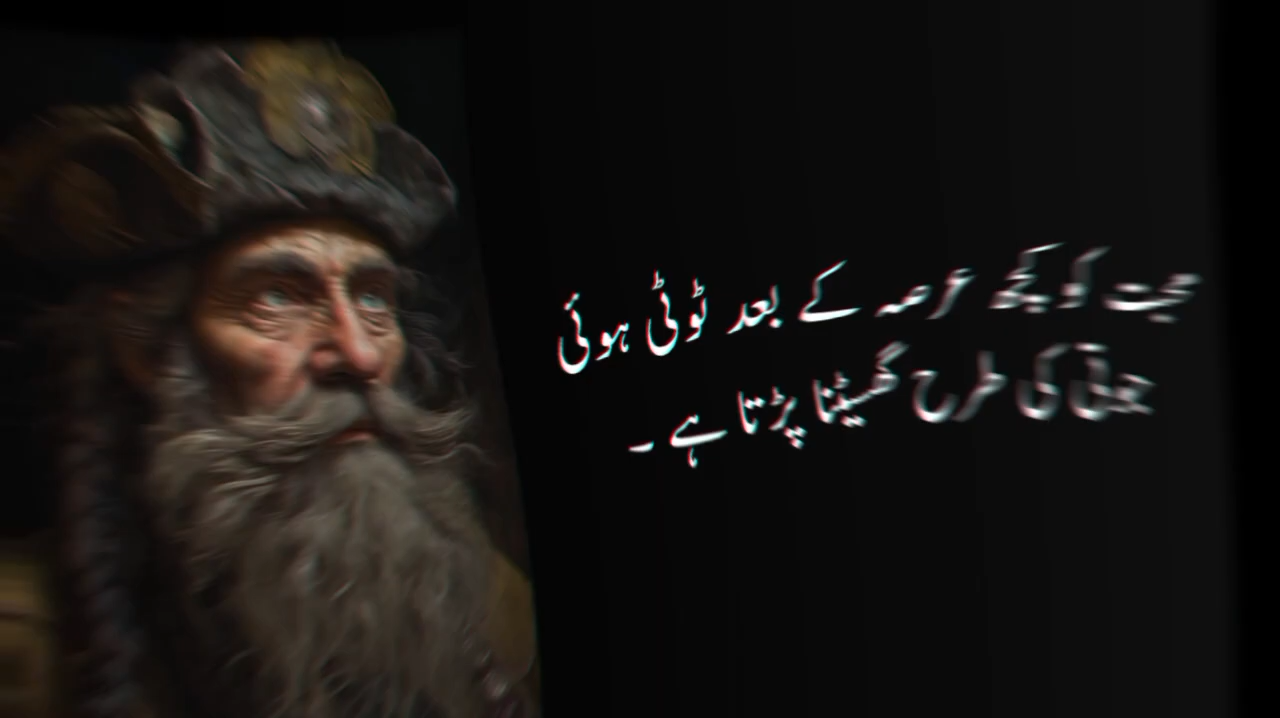 محبت کو کچھ عرصہ کے بعد ٹوٹی ہوئی
جوتی کی طرح گھسیٹنا پڑتا ہے ۔